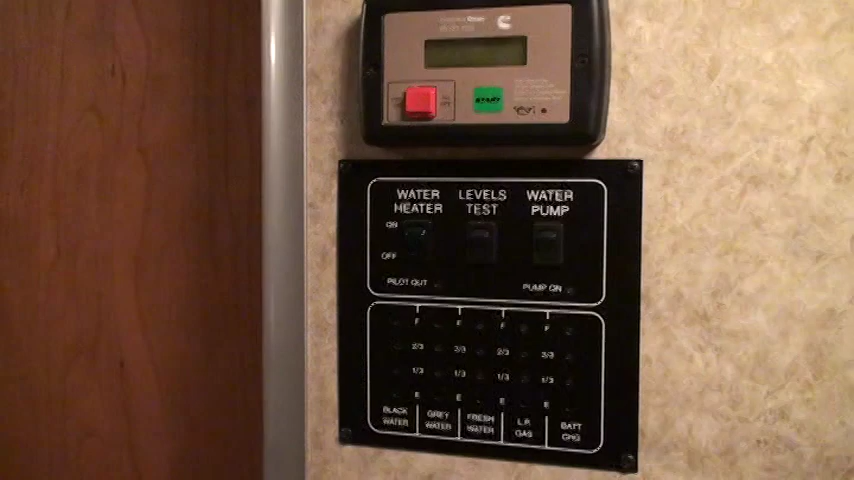 START
OFF
WATER HEATER
LEVELS TEST
WATER PUMP
ON
OFF
PILOT OUT
PUMP ON
F F F F
2/3 2/3 2/3 2/3
1/3 1/3 1/3 1/3
E E E E
BLACK WATER
GREY WATER
FRESH WATER
L.P. GAS
BATT CHG